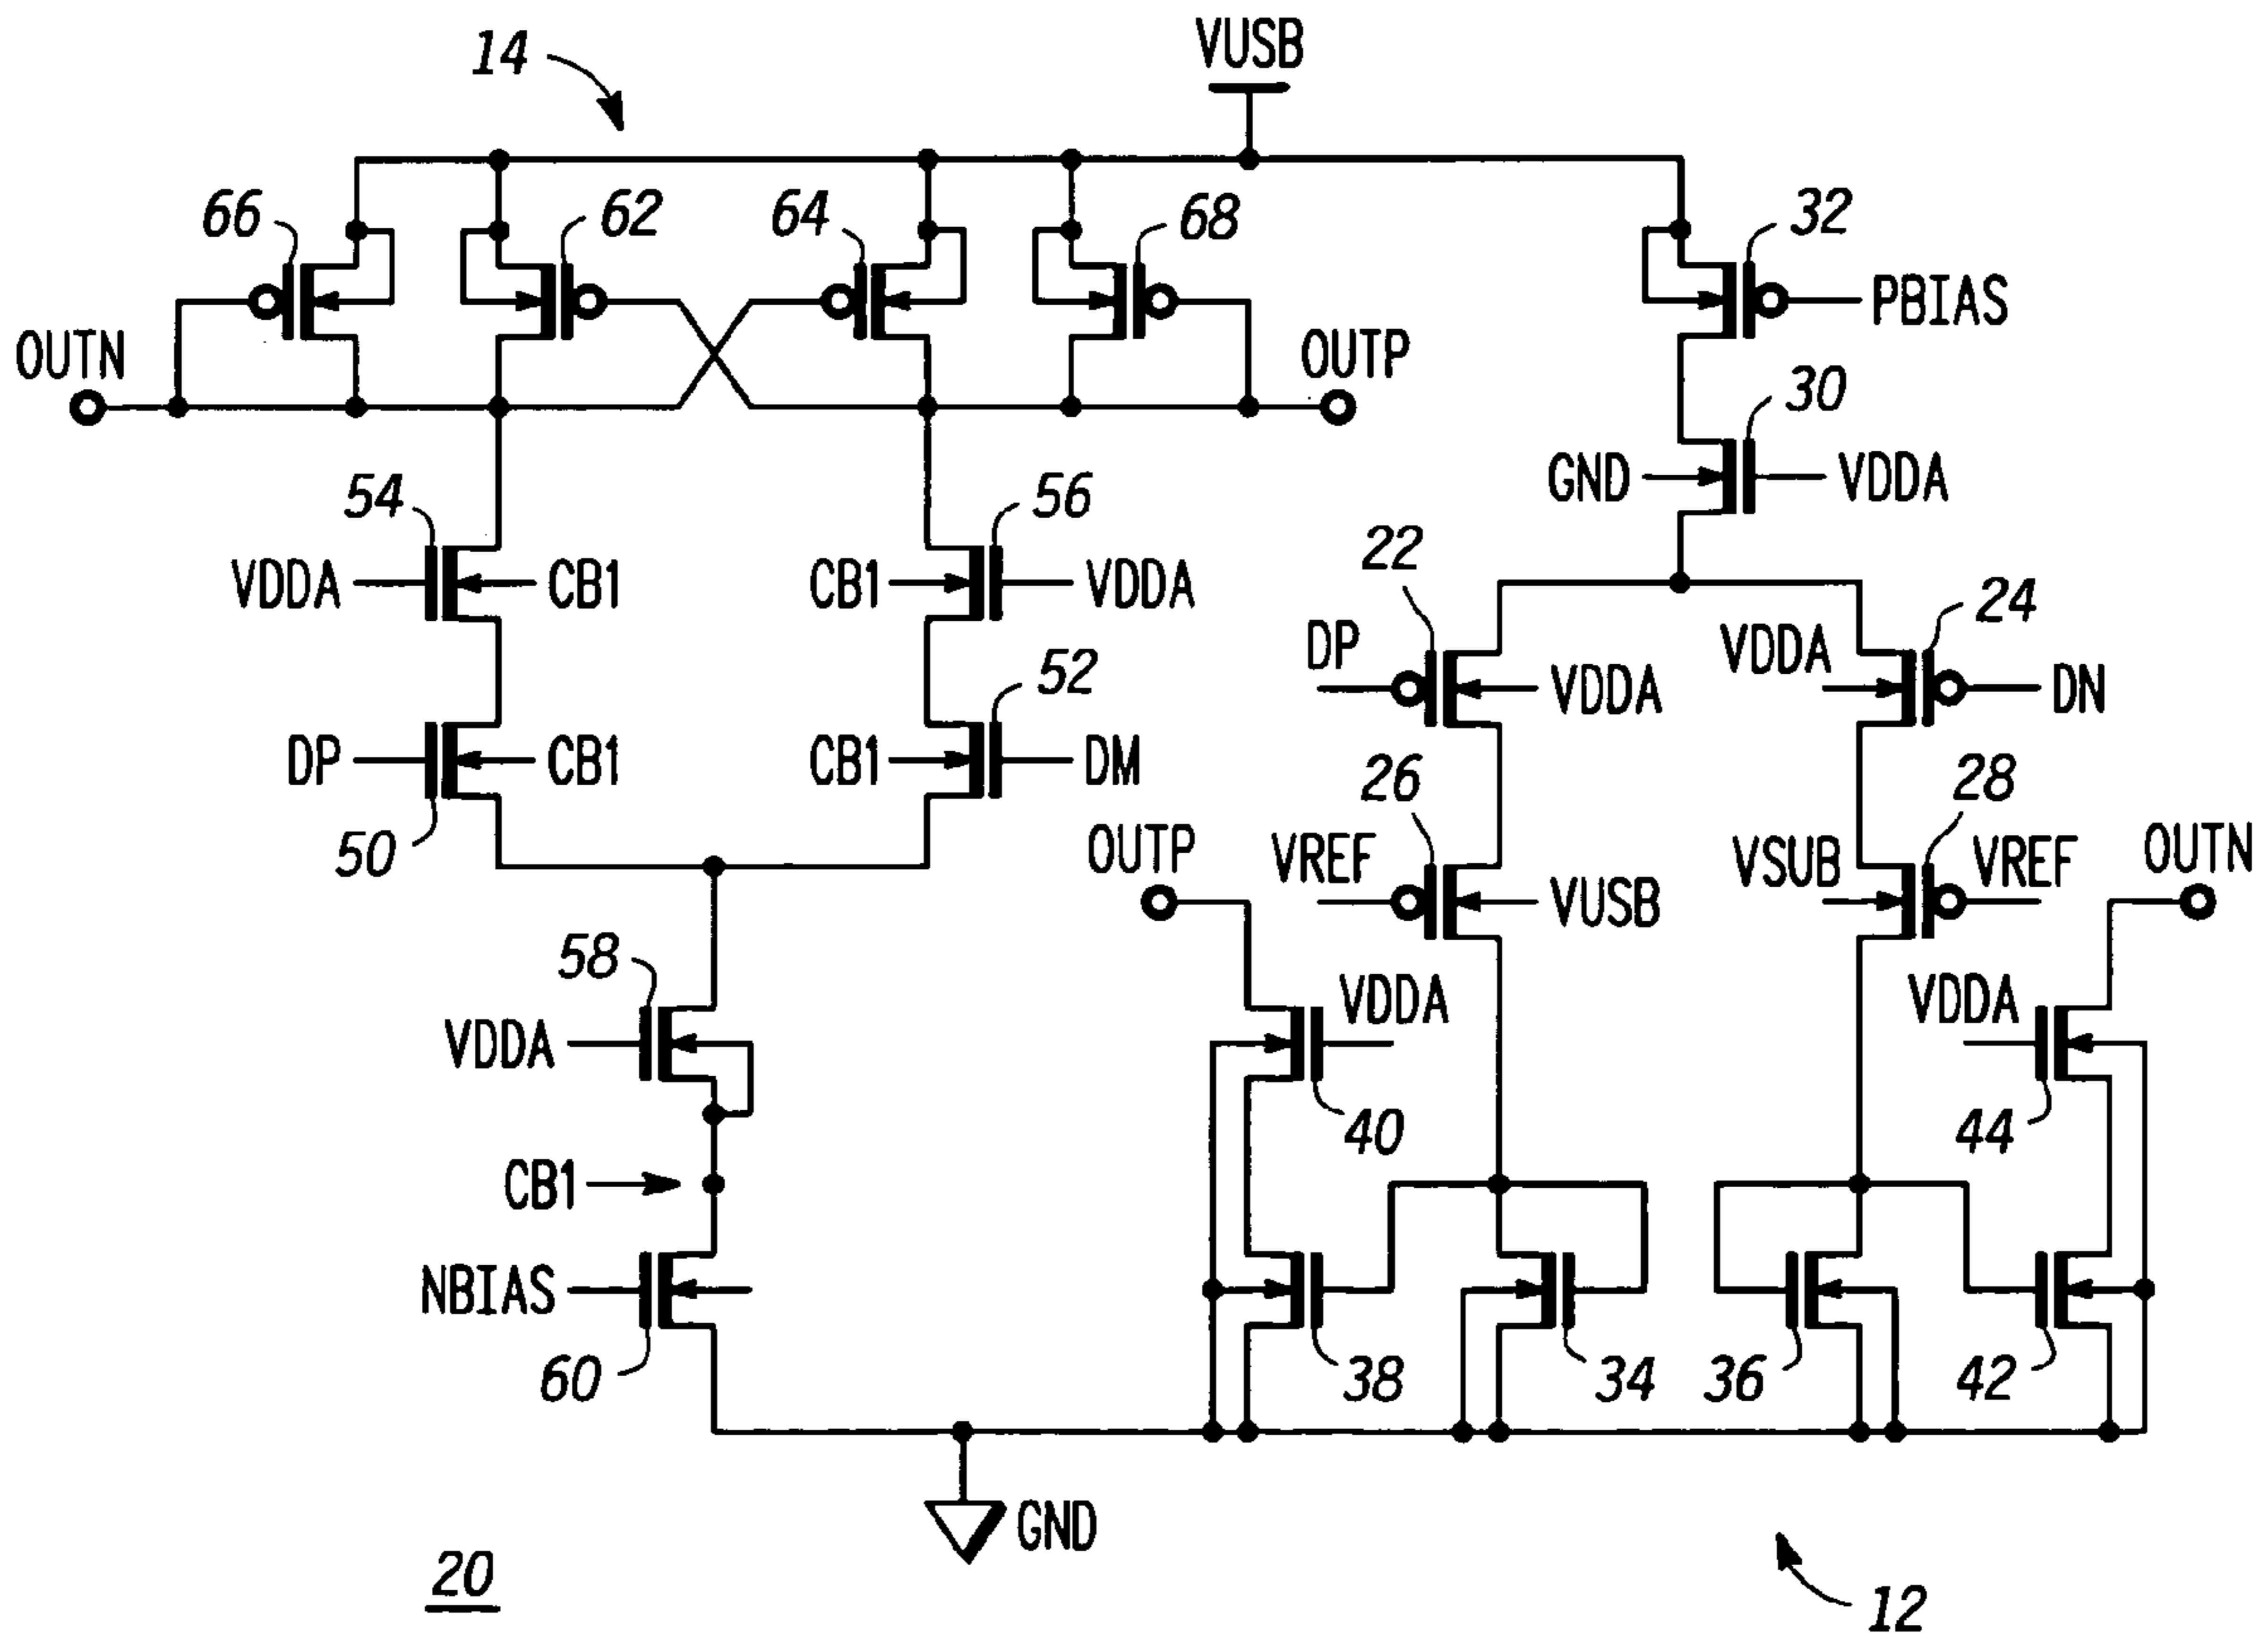 14
VUSB
66
62
64
68
32
PBIAS
OUTN
OUTP
30
GND
VDDA
54
56
VDDA
CB1
CB1
VDDA
22
24
DP
VDDA
VDDA
DN
52
DP
CB1
CB1
DM
50
26
28
OUTP
VREF
VUSB
VSUB
VREF
OUTN
58
VDDA
VDDA
VDDA
40
44
CB1
NBIAS
60
38
34
36
42
GND
20
12